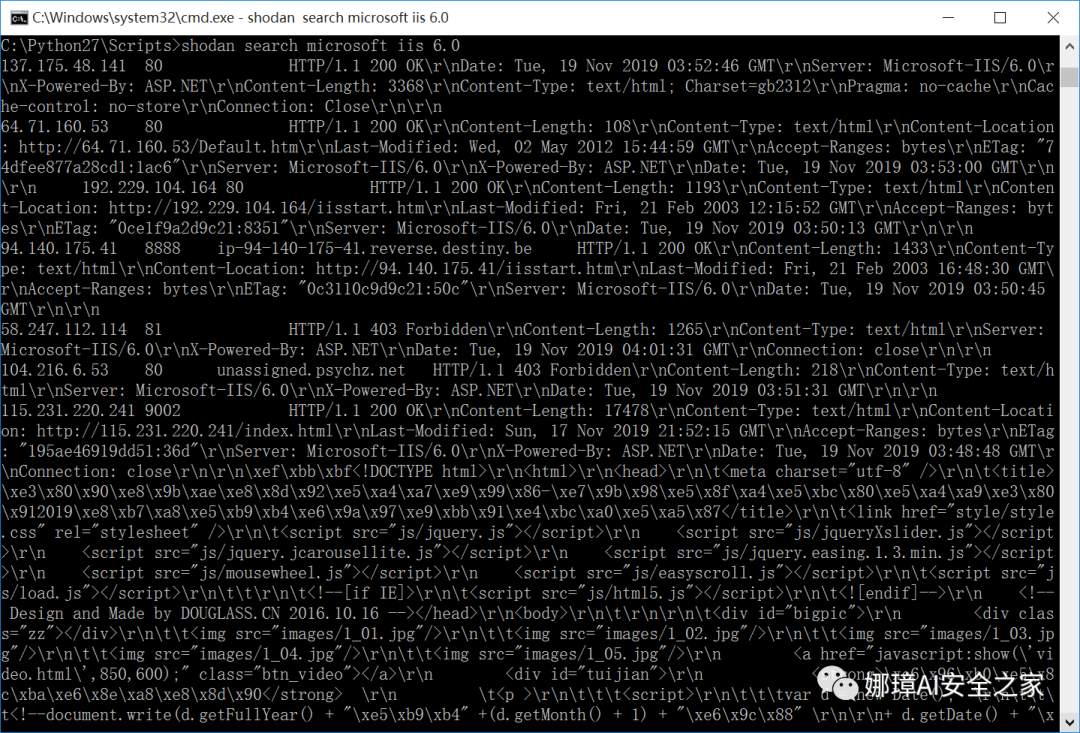 C:\Windows\system32\cmd.exe - shodan  search microsoft iis 6.0
C:\Python27\Scripts>shodan search microsoft iis 6.0
137.175.48.141  80              HTTP/1.1 200 OK\r\nDate: Tue, 19 Nov 2019 03:52:46 GMT\r\nServer: Microsoft-IIS/6.0\r
\nX-Powered-By: ASP.NET\r\nContent-Length: 3368\r\nContent-Type: text/html; Charset=gb2312\r\nPragma: no-cache\r\nCac
he-control: no-store\r\nConnection: Close\r\n\r\n
64.71.160.53    80              HTTP/1.1 200 OK\r\nContent-Length: 108\r\nContent-Type: text/html\r\nContent-Location
: http://64.71.160.53/Default.htm\r\nLast-Modified: Wed, 02 May 2012 15:44:59 GMT\r\nAccept-Ranges: bytes\r\nETag: "7
4dfee877a28cd1:1ac6"\r\nServer: Microsoft-IIS/6.0\r\nX-Powered-By: ASP.NET\r\nDate: Tue, 19 Nov 2019 03:53:00 GMT\r\n
\r\n     192.229.104.164 80              HTTP/1.1 200 OK\r\nContent-Length: 1193\r\nContent-Type: text/html\r\nConten
t-Location: http://192.229.104.164/iisstart.htm\r\nLast-Modified: Fri, 21 Feb 2003 12:15:52 GMT\r\nAccept-Ranges: byt
es\r\nETag: "0ce1f9a2d9c21:8351"\r\nServer: Microsoft-IIS/6.0\r\nDate: Tue, 19 Nov 2019 03:50:13 GMT\r\n\r\n
94.140.175.41   8888    ip-94-140-175-41.reverse.destiny.be     HTTP/1.1 200 OK\r\nContent-Length: 1433\r\nContent-Ty
pe: text/html\r\nContent-Location: http://94.140.175.41/iisstart.htm\r\nLast-Modified: Fri, 21 Feb 2003 16:48:30 GMT\
r\nAccept-Ranges: bytes\r\nETag: "0c3110c9d9c21:50c"\r\nServer: Microsoft-IIS/6.0\r\nDate: Tue, 19 Nov 2019 03:50:45 
GMT\r\n\r\n
58.247.112.114  81              HTTP/1.1 403 Forbidden\r\nContent-Length: 1265\r\nContent-Type: text/html\r\nServer: 
Microsoft-IIS/6.0\r\nX-Powered-By: ASP.NET\r\nDate: Tue, 19 Nov 2019 04:01:31 GMT\r\nConnection: close\r\n\r\n
104.216.6.53    80      unassigned.psychz.net   HTTP/1.1 403 Forbidden\r\nContent-Length: 218\r\nContent-Type: text/h
tml\r\nServer: Microsoft-IIS/6.0\r\nX-Powered-By: ASP.NET\r\nDate: Tue, 19 Nov 2019 03:51:31 GMT\r\n\r\n
115.231.220.241 9002            HTTP/1.1 200 OK\r\nContent-Length: 17478\r\nContent-Type: text/html\r\nContent-Locati
on: http://115.231.220.241/index.html\r\nLast-Modified: Sun, 17 Nov 2019 21:52:15 GMT\r\nAccept-Ranges: bytes\r\nETag
: "195ae46919dd51:36d"\r\nServer: Microsoft-IIS/6.0\r\nX-Powered-By: ASP.NET\r\nDate: Tue, 19 Nov 2019 03:48:48 GMT\r
\nConnection: close\r\n\r\n\xef\xbb\xbf<!DOCTYPE html>\r\n<html>\r\n<head>\r\n\t<meta charset="utf-8" />\r\n\t<title>
\xe3\x80\x90\xe8\x9b\xae\xe8\x8d\x92\xe5\xa4\xa7\xe9\x99\x86-\xe7\x9b\x98\xe5\x8f\xa4\xe5\xbc\x80\xe5\xa4\xa9\xe3\x80
\x912019\xe8\xb7\xa8\xe5\xb9\xb4\xe6\x9a\x97\xe9\xbb\x91\xe4\xbc\xa0\xe5\xa5\x87</title>\r\n\t<link href="style/style
.css" rel="stylesheet" />\r\n\t<script src="js/jquery.js"></script>\r\n    <script src="js/jqueryXslider.js"></script
>\r\n    <script src="js/jquery.jcarousellite.js"></script>\r\n    <script src="js/jquery.easing.1.3.min.js"></script
>\r\n    <script src="js/mousewheel.js"></script>\r\n    <script src="js/easyscroll.js"></script>\r\n\t<script src="j
s/load.js"></script>\r\n\t\t\r\n\t<!--[if IE]>\r\n\t<script src="js/html5.js"></script>\r\n\t<![endif]-->\r\n   <!--
 Design and Made by DOUGLASS.CN 2016.10.16 --></head>\r\n<body>\r\n\t\r\n\t\t<div id="bigpic">\r\n        <div clas
s="zz"></div>\r\n\t\t<img src="images/1_01.jpg"/>\r\n\t\t<img src="images/1_02.jpg"/>\r\n\t\t<img src="images/1_03.jp
g"/>\r\n\t\t<img src="images/1_04.jpg"/>\r\n\t\t<img src="images/1_05.jpg"/>\r\n        <a href="javascript:show(\'vi
deo.html\',850,600);" class="btn_video"></a>\r\n        <div id="tuijian">\r\n
c\xba\xe6\x8e\xa8\xe8\x8d\x90</strong>  \r\n         \t<p >\r\n\t\t\t<script>\r\n\t\t\tvar d
t<!--document.write(d.getFullYear() + "\xe5\xb9\xb4" +(d.getMonth() + 1) + "\xe6\x9c\x88" \r\n\r\n+ d.getDate() + "\x
娜璋AI安全之家